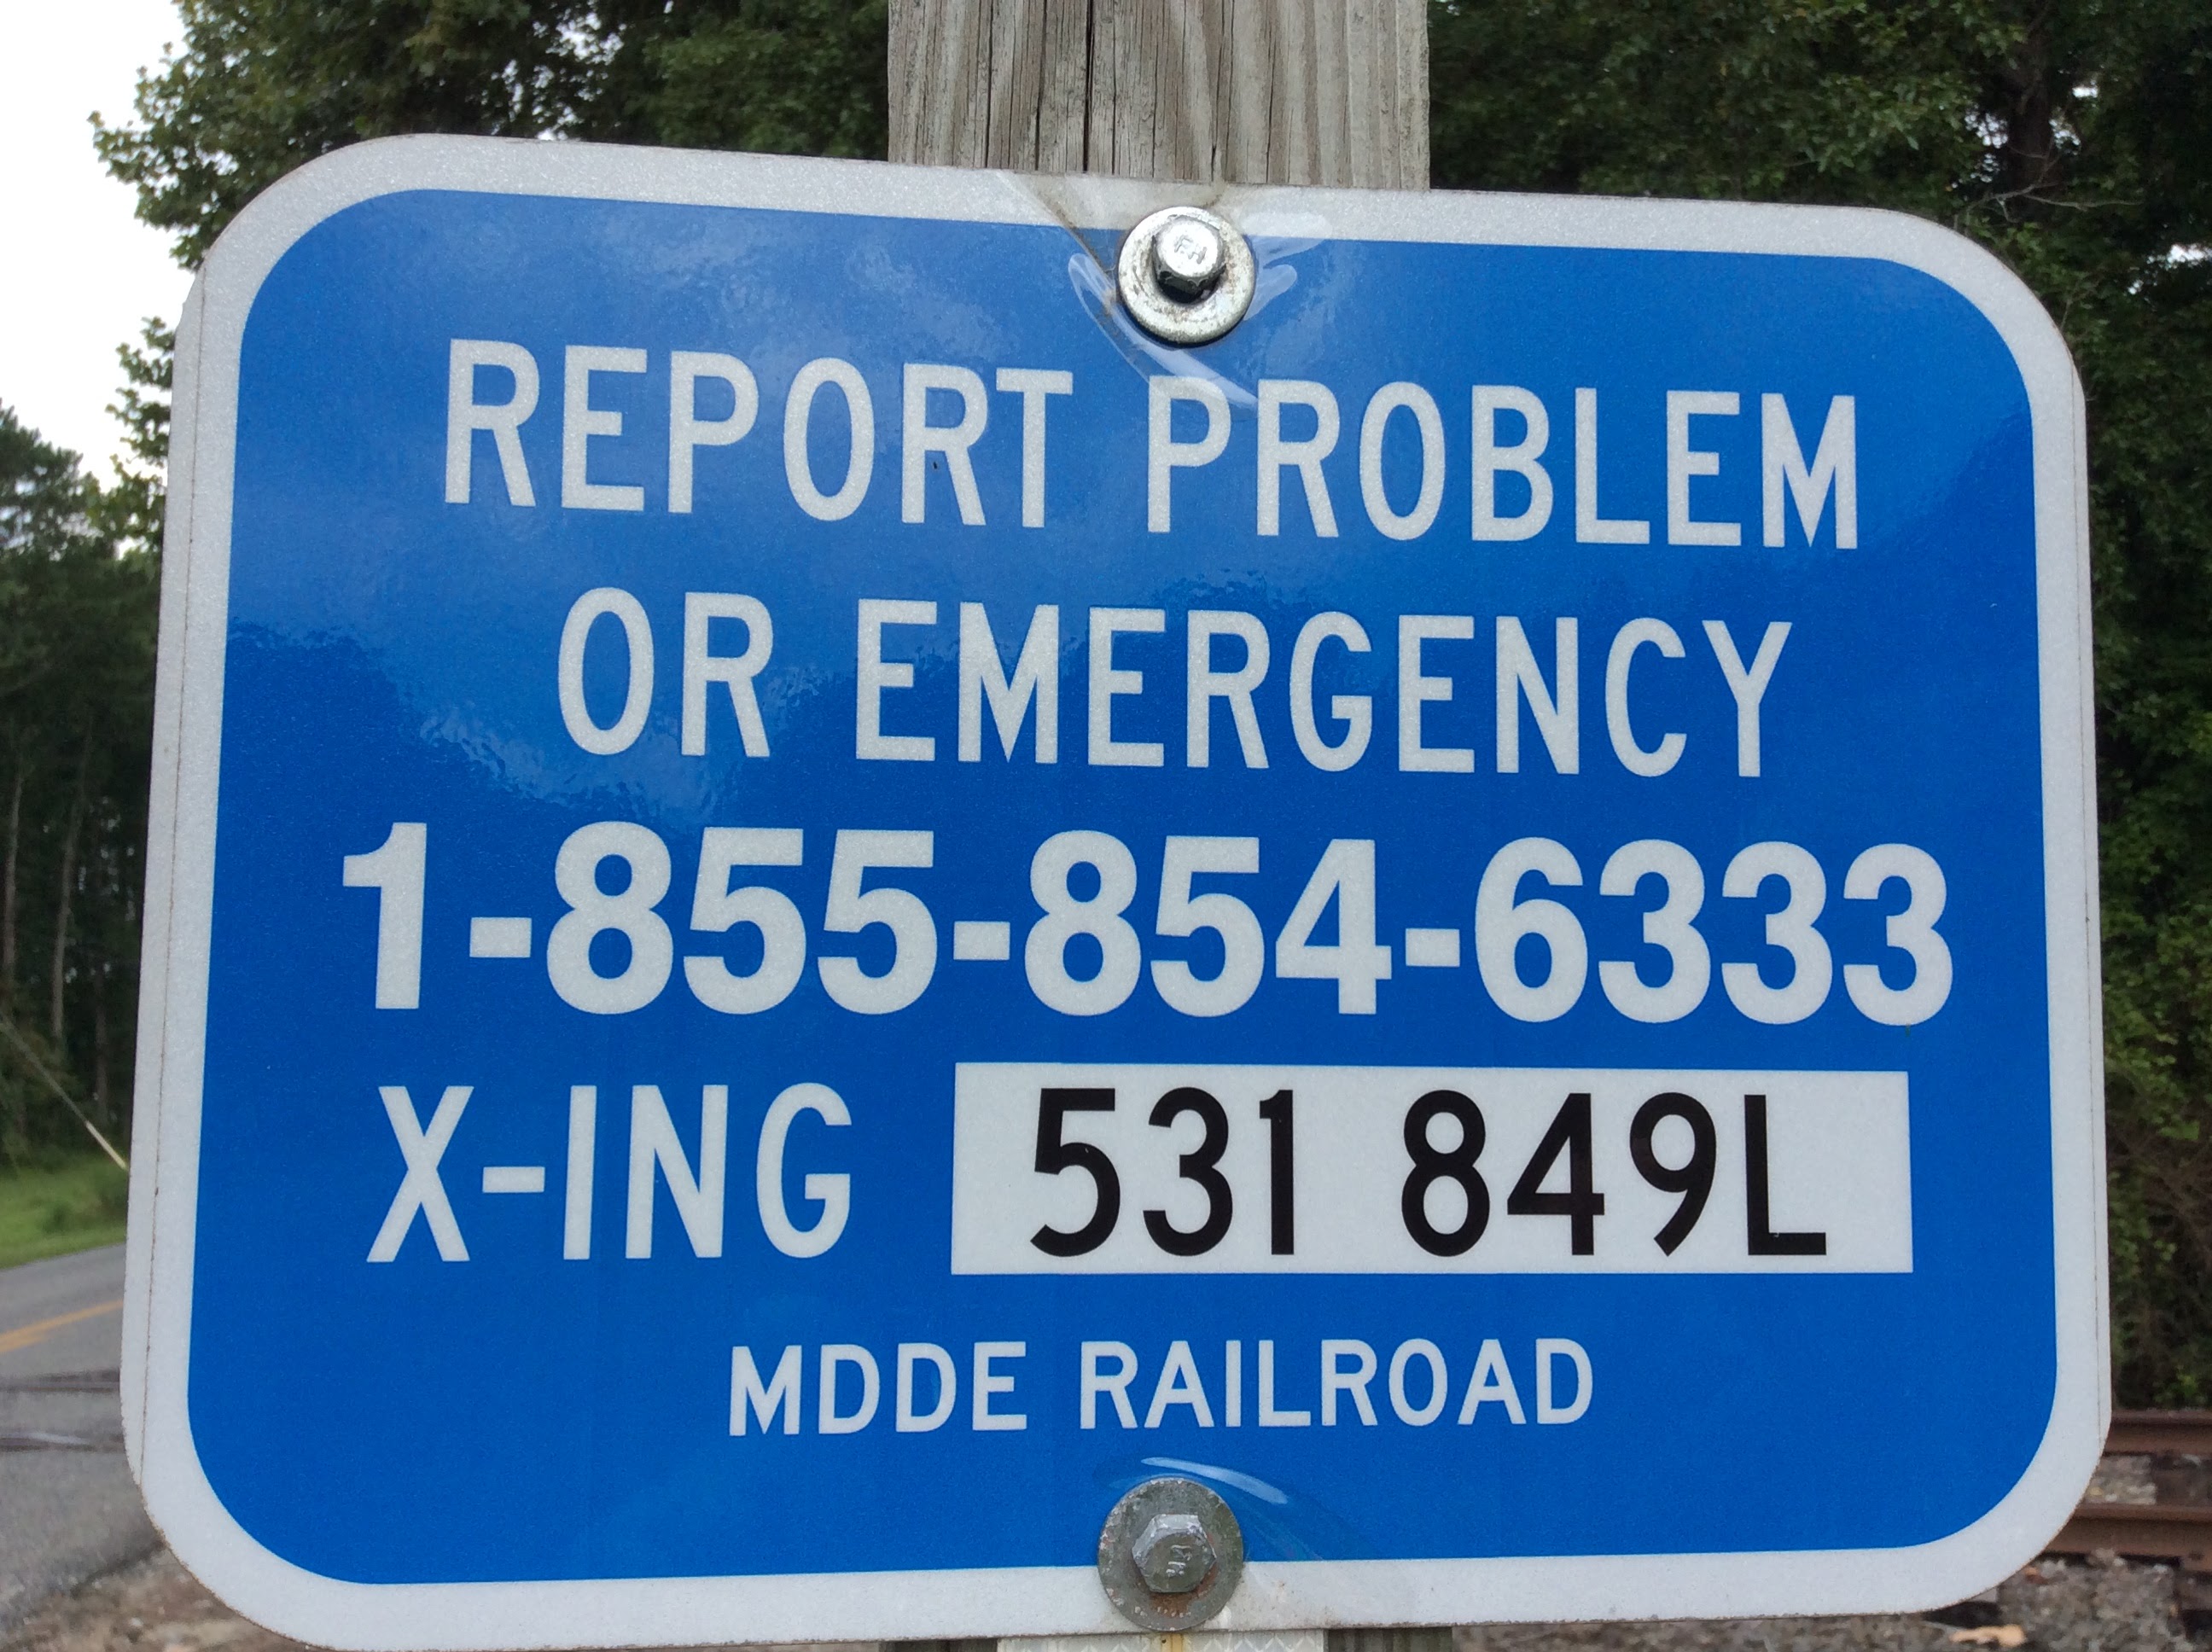 REPORT PROBLEM
OR EMERGENCY
1-855-854-6333
X-ING 531 849L
MDDE RAILROAD